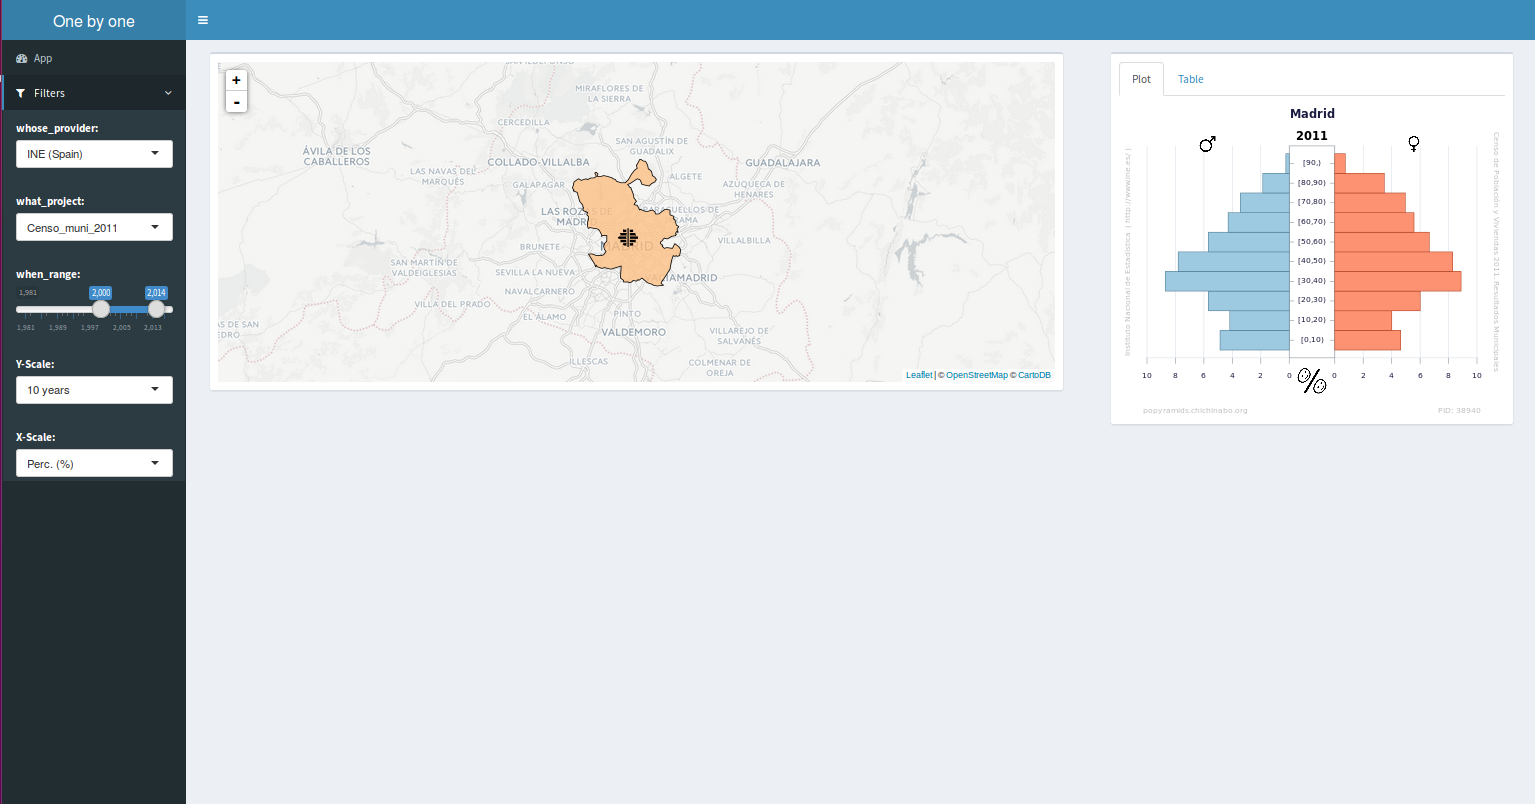 One by one
App
Filters
whose_provider:
INE (Spain)
what_project:
Censo_muni_2011
when_range:
1,981
2,000
2,014
1,981 1,989 1,997 2,005 2,013
Y-Scale:
10 years
X-Scale:
Perc. (%)
+
-
MIRAFLORES DE
LA SIERRA
CERCEDILLA
SAN AGUSTÍN DE
GUADALIX
ÁVILA DE LOS
CABALLEROS
COLLADO-VILLALBA
GUADALAJARA
LAS NAVAS DEL
MARQUÉS
GALAPAGAR
ALGETE
AZUQUECA DE
HENARES
LAS ROZAS DE
MADRID
MADRID
BRUNETE
VILLALBILLA
SAN MARTÍN DE
VALDEIGLESIAS
SEVILLA LA NUEVA
NAVALCARNERO
VILLA DEL PRADO
EL ÁLAMO
PINTO
VALDEMORO
VILLAREJO DE
SALVANÉS
ILLESCAS
COLMENAR DE
OREJA
Leaflet | © OpenStreetMap © CartoDB
Plot
Table
Madrid
2011
♂
♀
Instituto Nacional de Estadística ( http://www.ine.es/ )
Censo de Población y Viviendas 2011. Resultados Municipales
[90,)
[80,90)
[70,80)
[60,70)
[50,60)
[40,50)
[30,40)
[20,30)
[10,20)
[0,10)
10 8 6 4 2 0 % 0 2 4 6 8 10
popyramids.chichinabo.org
PID: 38940